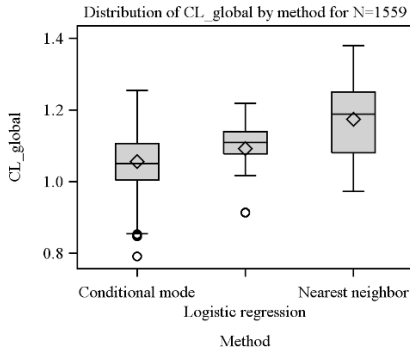 Distribution of CL_global by method for N=1559
CL_global
1.4
1.2
1.0
0.8
Conditional mode
Nearest neighbor
Logistic regression
Method